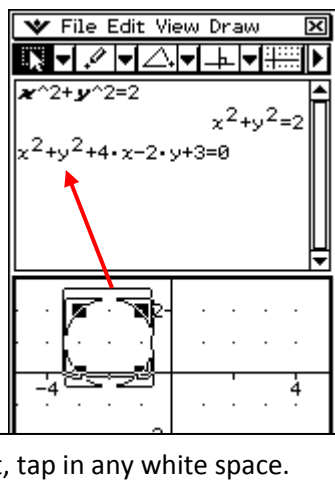 File Edit View Draw
x^2+y^2=2
x²+y²=2
x²+y²+4·x-2·y+3=0
2
-4 4
, tap in any white space.